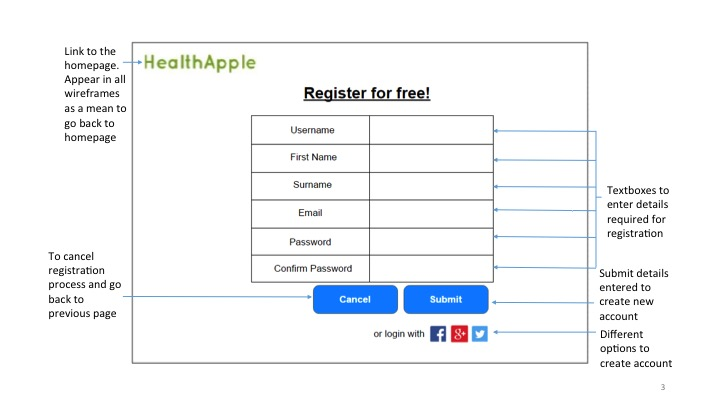 Link to the
homepage.
Appear in all
wireframes
as a mean to
go back to
homepage
HealthApple
Register for free!
Username
First Name
Surname
Email
Password
Confirm Password
Textboxes to
enter details
required for
registration
To cancel
registration
process and go
back to
previous page
Cancel
Submit
Submit details
entered to
create new
account
or login with
f
g+
Different
options to
create account
3